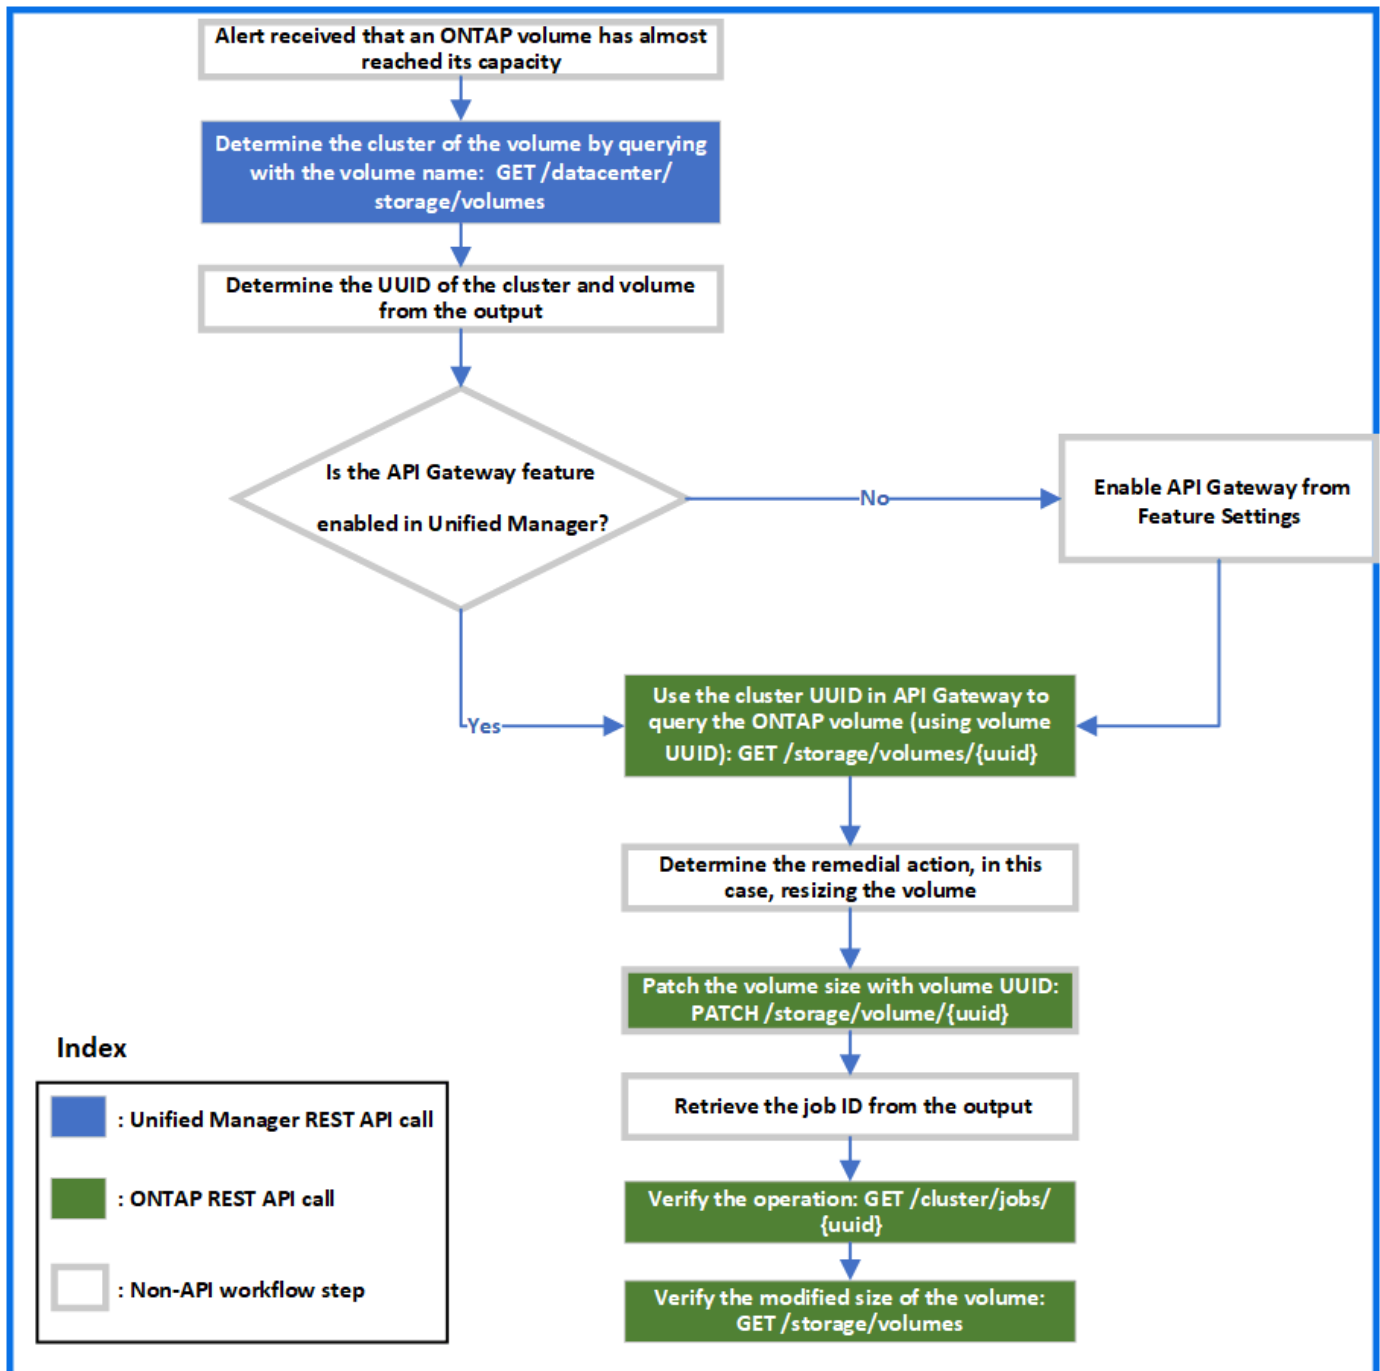 Alert received that an ONTAP volume has almost
reached its capacity
Determine the cluster of the volume by querying
with the volume name:  GET /datacenter/
storage/volumes
Determine the UUID of the cluster and volume
from the output
Is the API Gateway feature
enabled in Unified Manager?
No
Enable API Gateway from
Feature Settings
Yes
Use the cluster UUID in API Gateway to
query the ONTAP volume (using volume
UUID): GET /storage/volumes/{uuid}
Determine the remedial action, in this
case, resizing the volume
Patch the volume size with volume UUID:
PATCH /storage/volume/{uuid}
Retrieve the job ID from the output
Verify the operation: GET /cluster/jobs/
{uuid}
Verify the modified size of the volume:
GET /storage/volumes
Index
: Unified Manager REST API call
: ONTAP REST API call
: Non-API workflow step